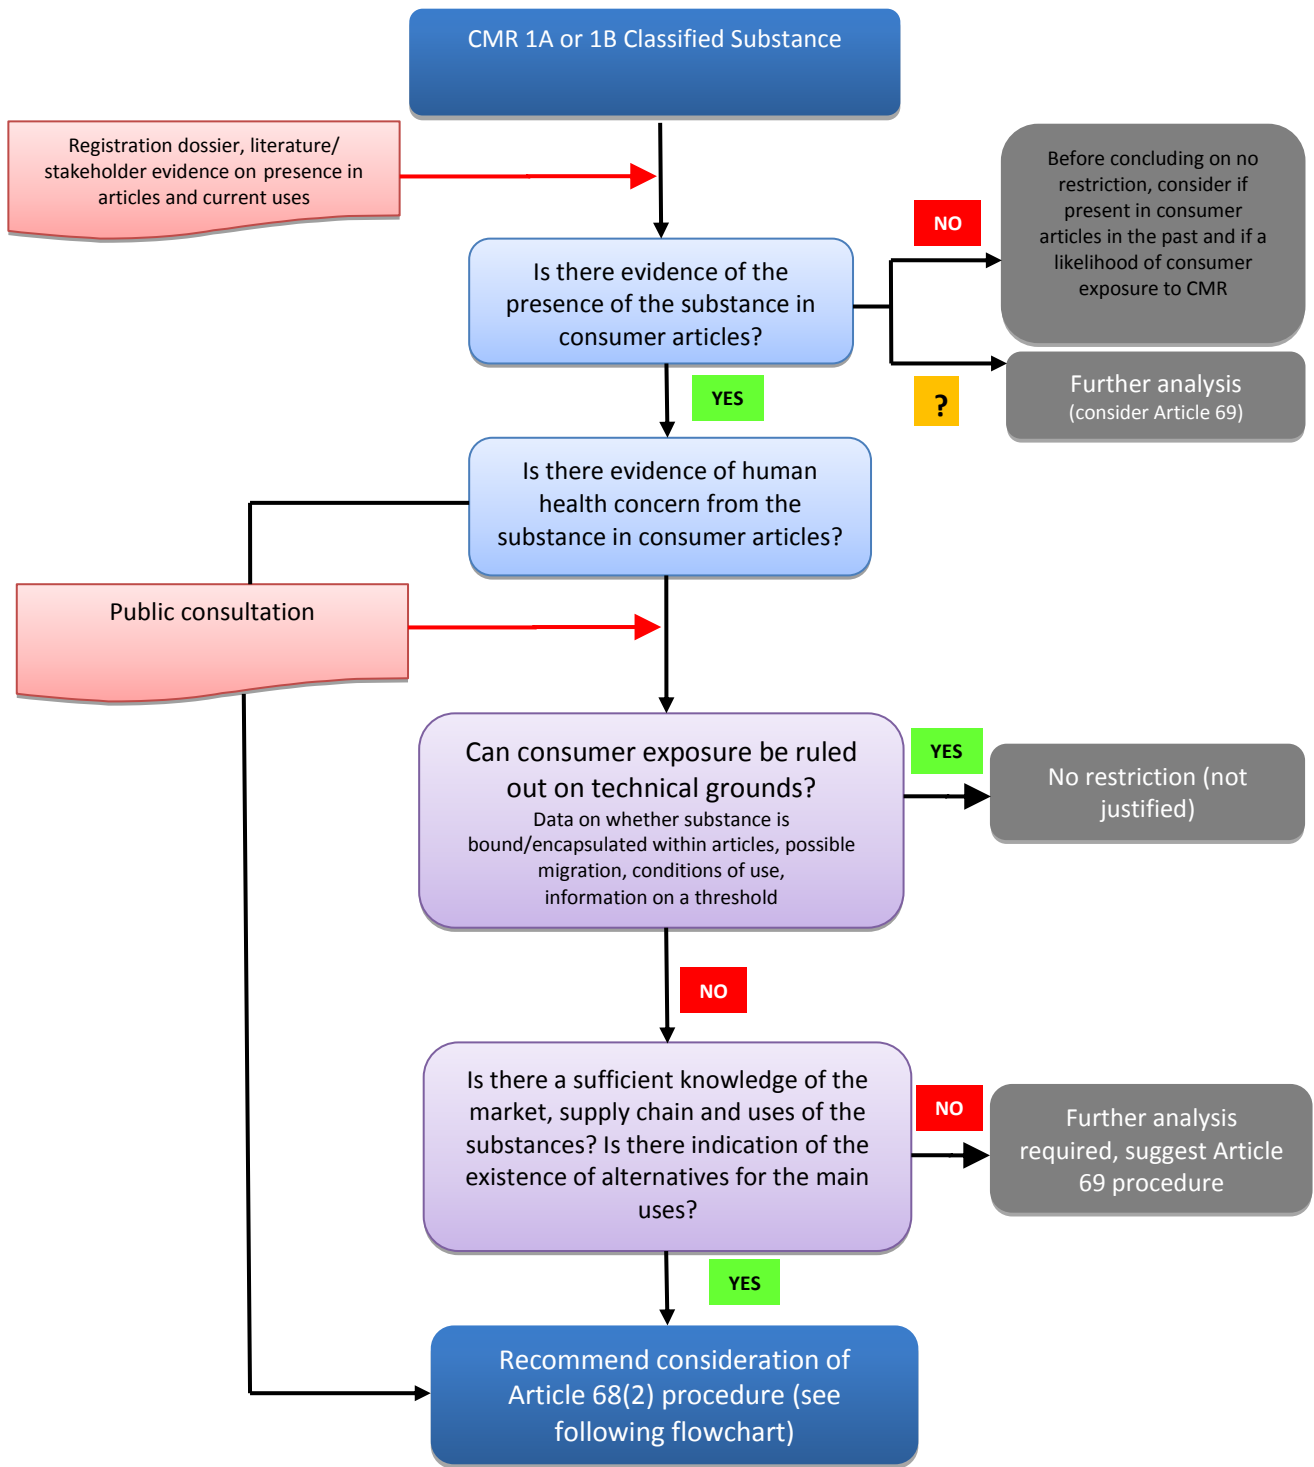 CMR 1A or 1B Classified Substance
Registration dossier, literature/
stakeholder evidence on presence in
articles and current uses
Before concluding on no
restriction, consider if
present in consumer
articles in the past and if a
likelihood of consumer
exposure to CMR
NO
Is there evidence of the
presence of the substance in
consumer articles?
Further analysis
(consider Article 69)
YES
?
Is there evidence of human
health concern from the
substance in consumer articles?
Public consultation
Can consumer exposure be ruled
out on technical grounds?
Data on whether substance is
bound/encapsulated within articles, possible
migration, conditions of use,
information on a threshold
YES
No restriction (not
justified)
NO
Is there a sufficient knowledge of the
market, supply chain and uses of the
substances? Is there indication of the
existence of alternatives for the main
uses?
NO
Further analysis
required, suggest Article
69 procedure
YES
Recommend consideration of
Article 68(2) procedure (see
following flowchart)